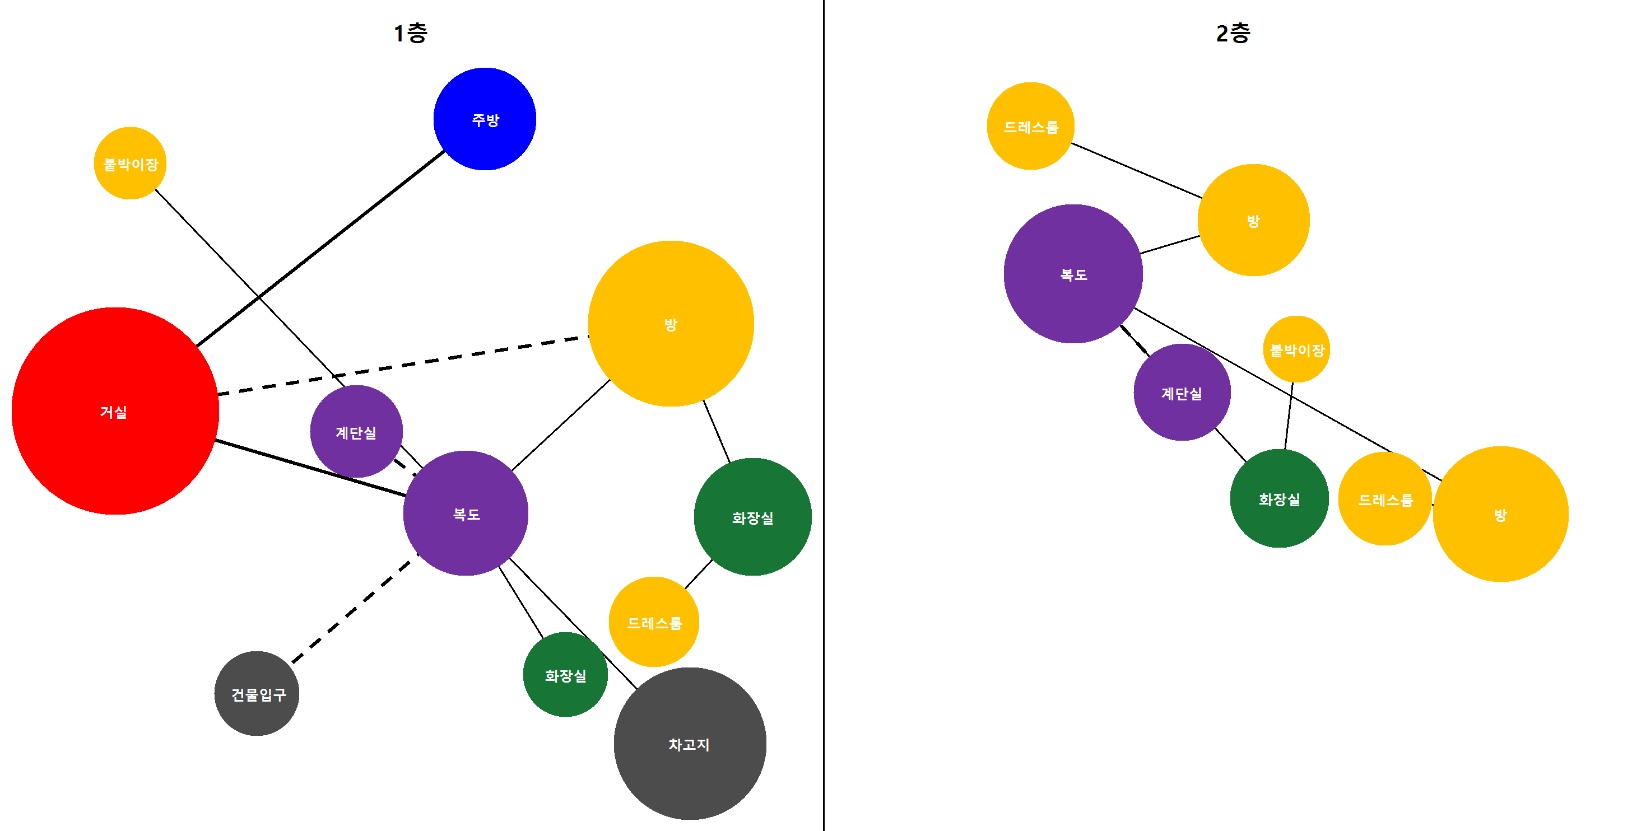 1층
주방
붙박이장
방
거실
계단실
복도
화장실
드레스룸
화장실
건물입구
차고지
2층
드레스룸
방
복도
붙박이장
계단실
화장실
드레스룸
방